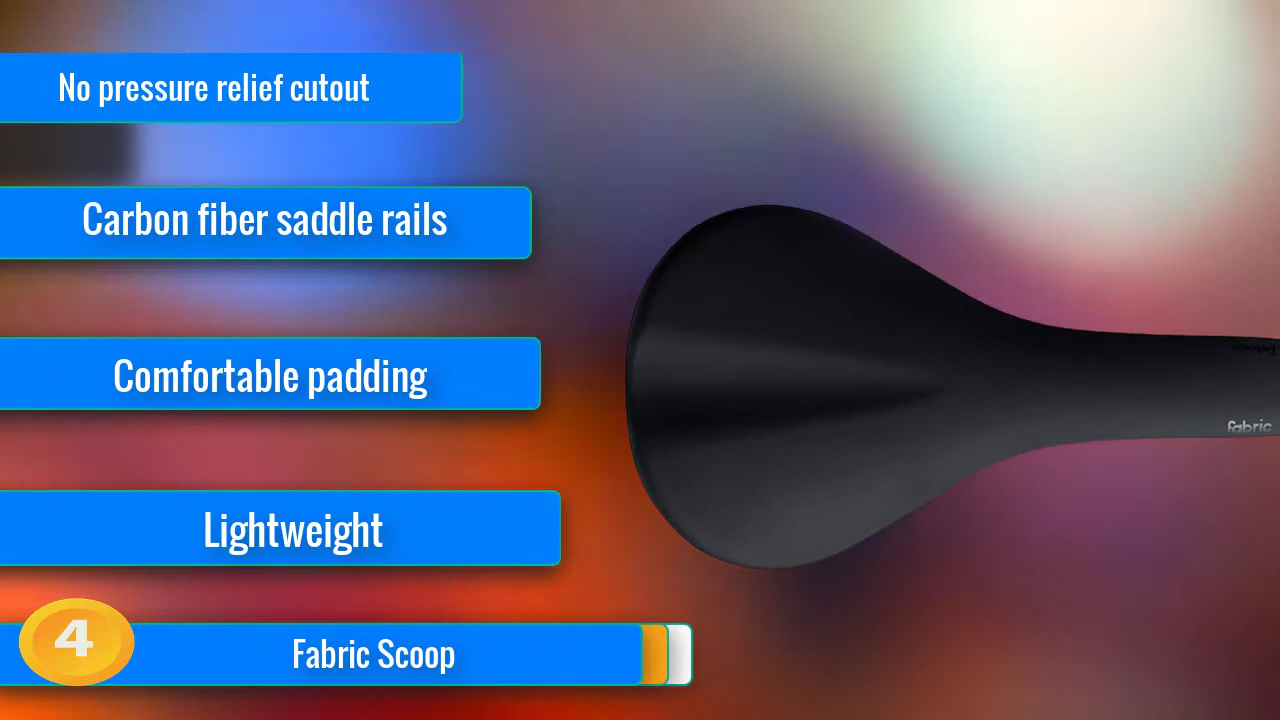 No pressure relief cutout
Carbon fiber saddle rails
Comfortable padding
fabric
Lightweight
4
Fabric Scoop